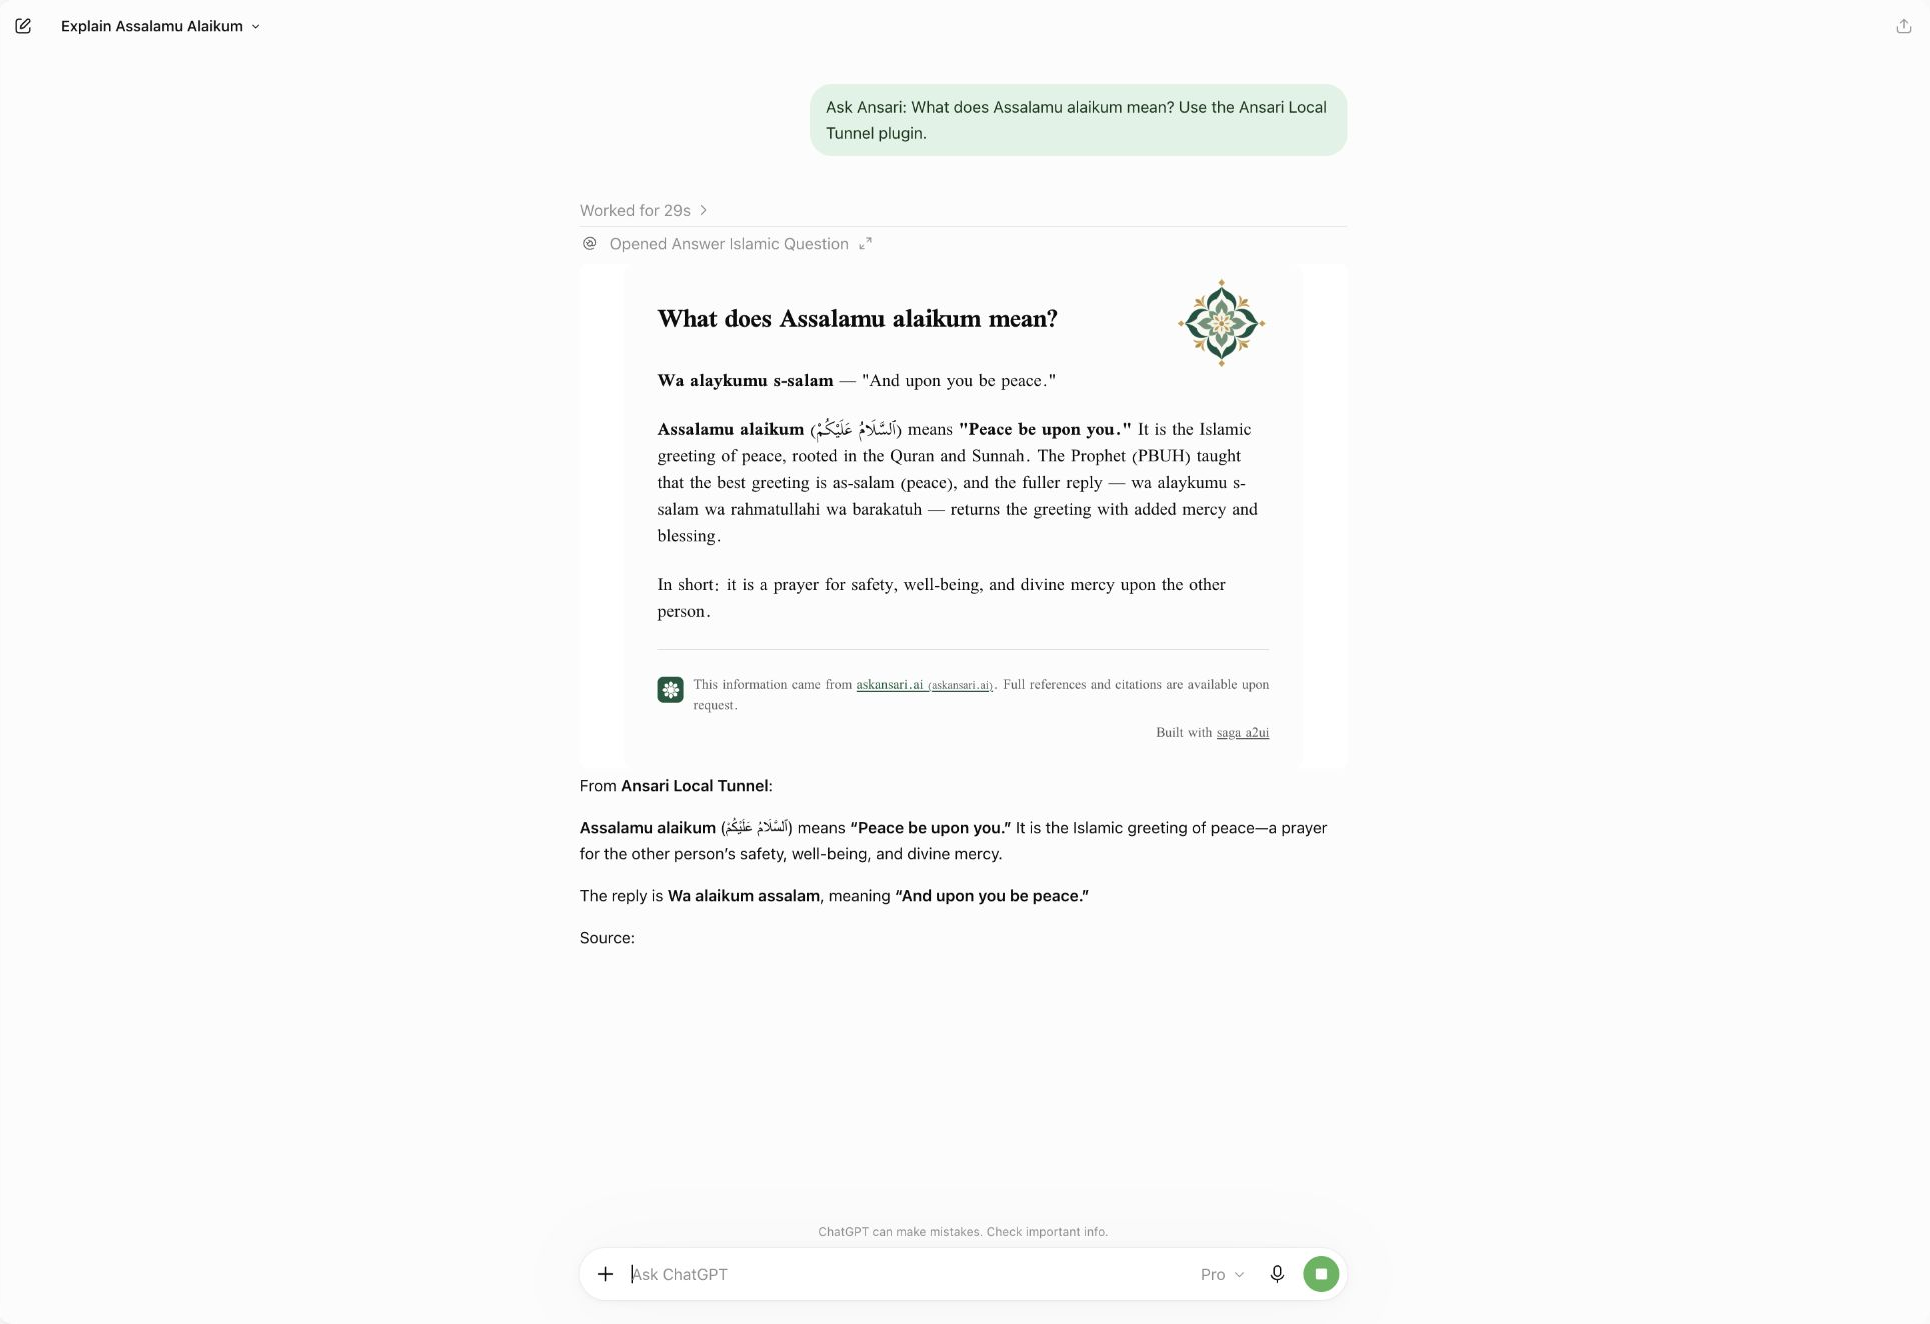 Explain Assalamu Alaikum
Ask Ansari: What does Assalamu alaikum mean? Use the Ansari Local
Tunnel plugin.
Worked for 29s
Opened Answer Islamic Question
What does Assalamu alaikum mean?
Wa alaykumu s-salam — "And upon you be peace."
Assalamu alaikum (ٱلسَّلَامُ عَلَيْكُمْ) means "Peace be upon you." It is the Islamic
greeting of peace, rooted in the Quran and Sunnah. The Prophet (PBUH) taught
that the best greeting is as-salam (peace), and the fuller reply — wa alaykumu s-
salam wa rahmatullahi wa barakatuh — returns the greeting with added mercy and
blessing.
In short: it is a prayer for safety, well-being, and divine mercy upon the other
person.
This information came from askansari.ai (askansari.ai). Full references and citations are available upon
request.
Built with saga a2ui
From Ansari Local Tunnel:
Assalamu alaikum (ٱلسَّلَامُ عَلَيْكُمْ) means “Peace be upon you.” It is the Islamic greeting of peace—a prayer
for the other person’s safety, well-being, and divine mercy.
The reply is Wa alaikum assalam, meaning “And upon you be peace.”
Source:
ChatGPT can make mistakes. Check important info.
Ask ChatGPT
Pro